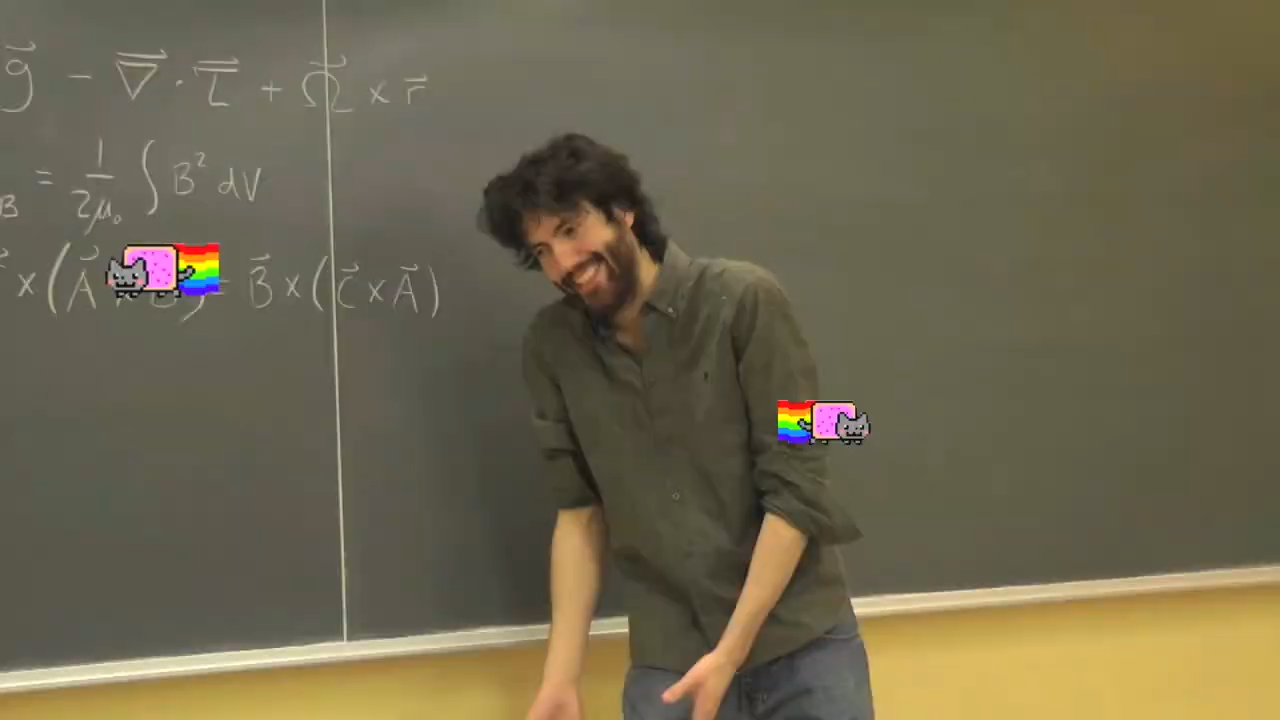 g⃗ - ∇⃗ · τ⃗ + Ω⃗ × r⃗
B = 1/2μ₀ ∫ B² dV
× (A⃗ × B⃗) = B⃗ × (C⃗ × A⃗)